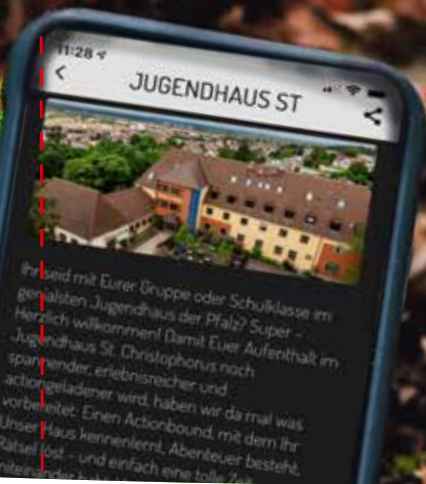 11:28
JUGENDHAUS ST
Ihr seid mit Eurer Gruppe oder Schulklasse im
genialsten Jugendhaus der Pfalz? Super -
Herzlich willkommen! Damit Euer Aufenthalt im
Jugendhaus St. Christophorus noch
spannender, erlebnisreicher und
actiongeladener wird, haben wir da mal was
vorbereitet: Einen Actionbound, mit dem Ihr
Unser Haus kennenlernt, Abenteuer besteht,
Rätsel löst - und einfach eine tolle Zeit
miteinander